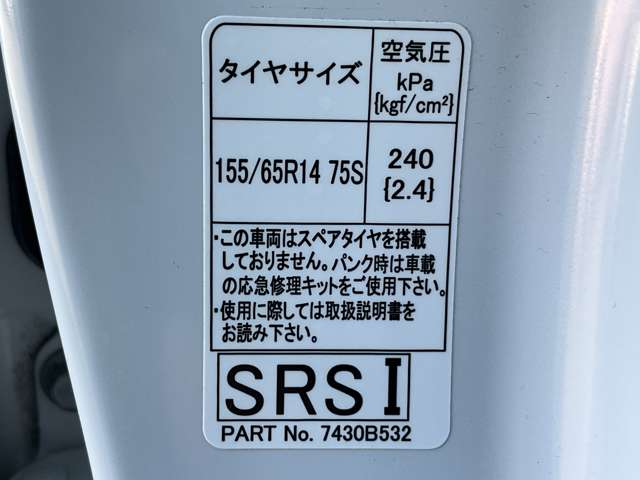 タイヤサイズ
空気圧
kPa
{kgf/cm²}
155/65R14 75S
240
{2.4}
・この車両はスペアタイヤを搭載
しておりません。パンク時は車載
の応急修理キットをご使用下さい。
・使用に際しては取扱説明書を
お読み下さい。
SRS I
PART No. 7430B532